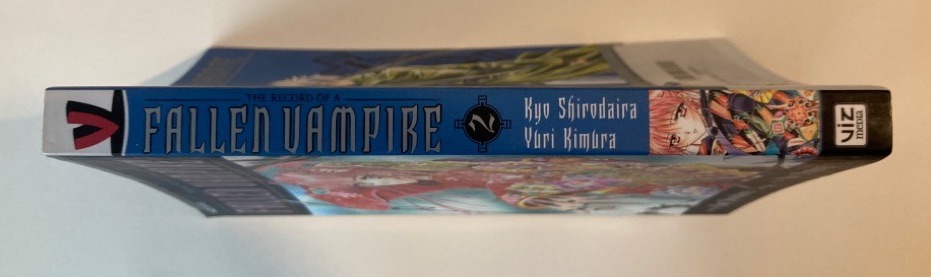 THE RECORD OF A
FALLEN VAMPIRE
2
Kyo Shirodaira
Yuri Kimura
viz
media